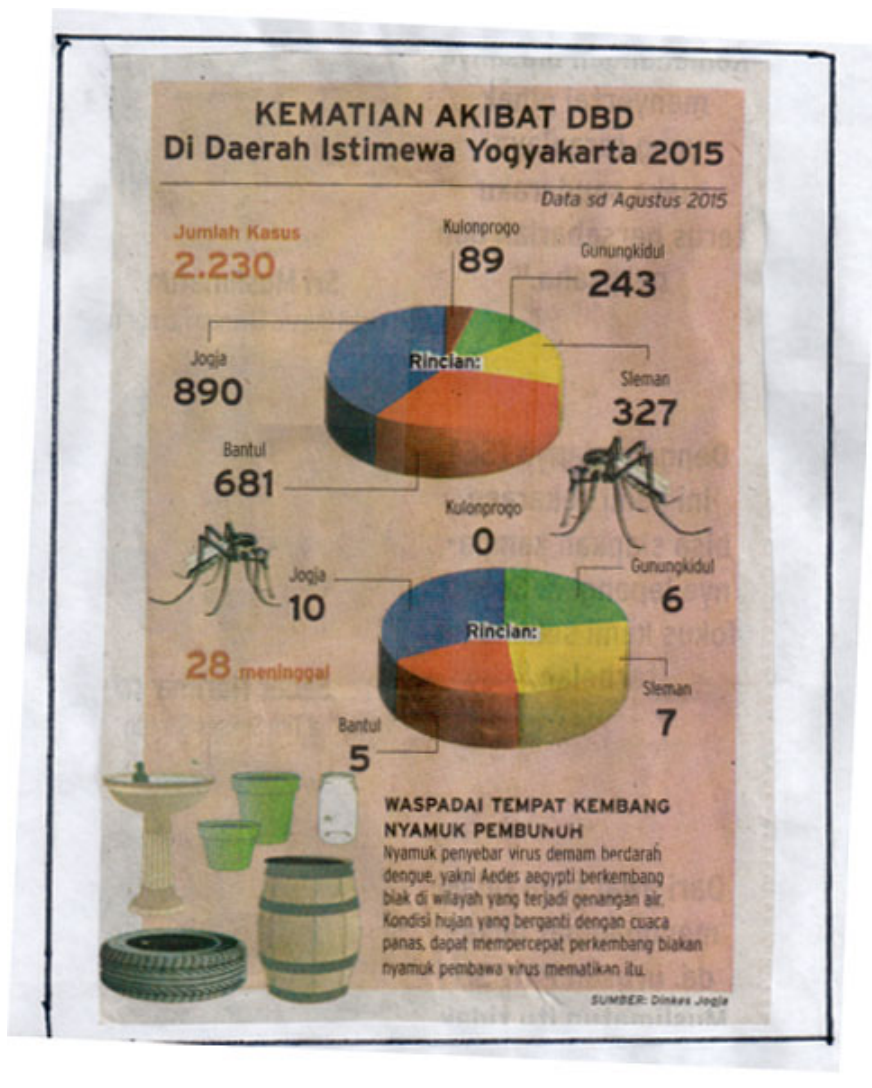 KEMATIAN AKIBAT DBD
Di Daerah Istimewa Yogyakarta 2015
Data sd Agustus 2015
Jumlah Kasus
2.230
Kulonprogo
89
Gunungkidul
243
Jogja
890
Rincian:
Sleman
327
Bantul
681
Kulonprogo
0
Gunungkidul
6
Jogja
10
Rincian:
28 meninggal
Sleman
7
Bantul
5
WASPADAI TEMPAT KEMBANG
NYAMUK PEMBUNUH
Nyamuk penyebar virus demam berdarah
dengue, yakni Aedes aegypti berkembang
biak di wilayah yang terjadi genangan air.
Kondisi hujan yang berganti dengan cuaca
panas, dapat mempercepat perkembang biakan
nyamuk pembawa virus mematikan itu.
SUMBER: Dinkes Jogja